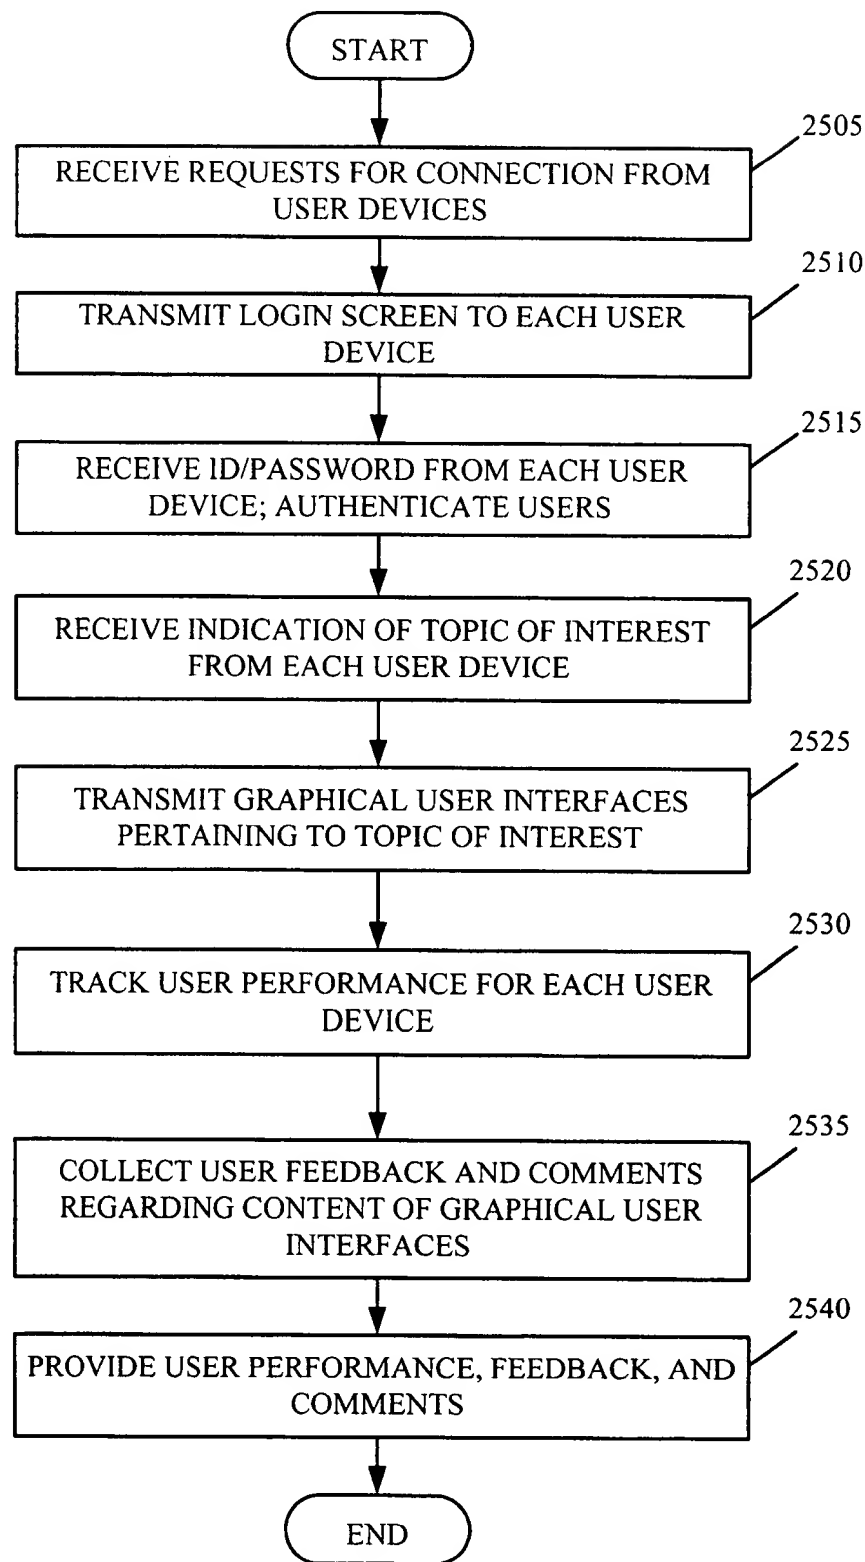 START
2505
RECEIVE REQUESTS FOR CONNECTION FROM
USER DEVICES
2510
TRANSMIT LOGIN SCREEN TO EACH USER
DEVICE
2515
RECEIVE ID/PASSWORD FROM EACH USER
DEVICE; AUTHENTICATE USERS
2520
RECEIVE INDICATION OF TOPIC OF INTEREST
FROM EACH USER DEVICE
2525
TRANSMIT GRAPHICAL USER INTERFACES
PERTAINING TO TOPIC OF INTEREST
2530
TRACK USER PERFORMANCE FOR EACH USER
DEVICE
2535
COLLECT USER FEEDBACK AND COMMENTS
REGARDING CONTENT OF GRAPHICAL USER
INTERFACES
2540
PROVIDE USER PERFORMANCE, FEEDBACK, AND
COMMENTS
END